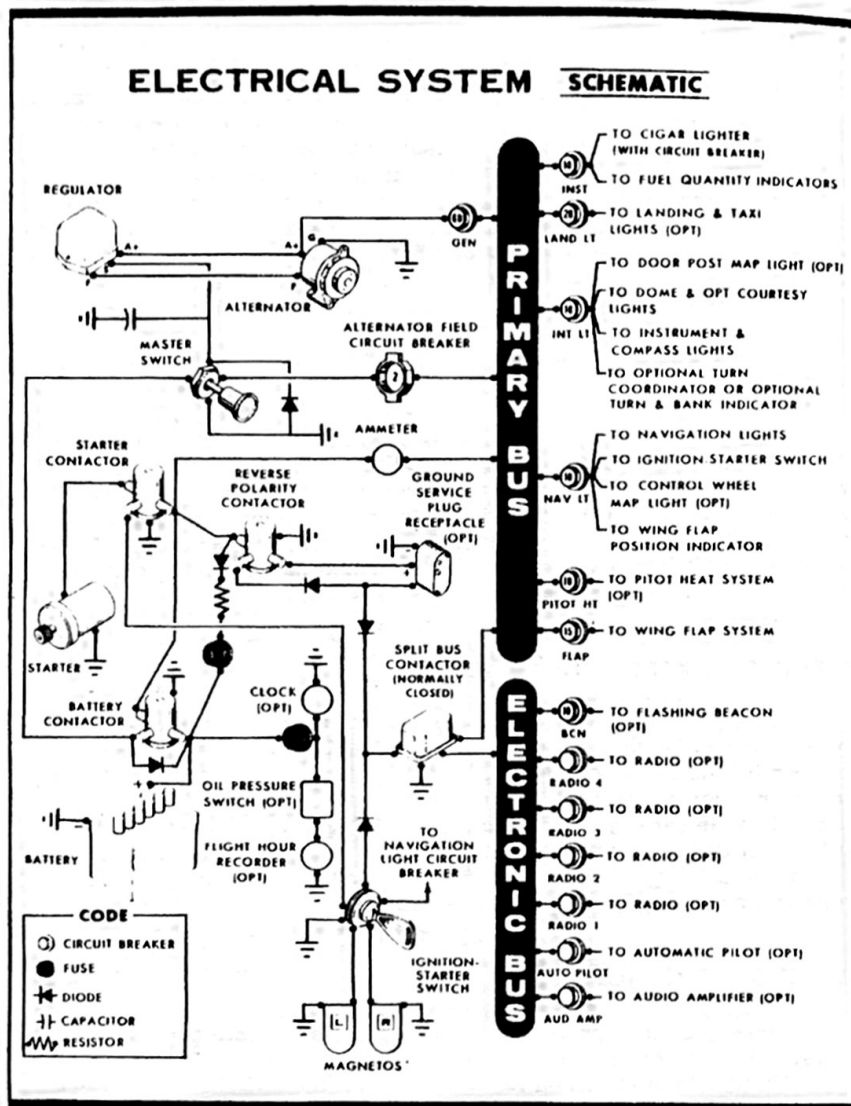 ELECTRICAL SYSTEM SCHEMATIC
REGULATOR
A+
S
F
A+
G
F
ALTERNATOR
60
GEN
MASTER
SWITCH
ALTERNATOR FIELD
CIRCUIT BREAKER
2
AMMETER
STARTER
CONTACTOR
REVERSE
POLARITY
CONTACTOR
GROUND
SERVICE
PLUG
RECEPTACLE
(OPT)
-
+
STARTER
BATTERY
CONTACTOR
CLOCK
(OPT)
SPLIT BUS
CONTACTOR
(NORMALLY
CLOSED)
OIL PRESSURE
SWITCH (OPT)
+
-
BATTERY
FLIGHT HOUR
RECORDER
(OPT)
TO
NAVIGATION
LIGHT CIRCUIT
BREAKER
IGNITION-
STARTER
SWITCH
[L]
[R]
MAGNETOS
CODE
CIRCUIT BREAKER
FUSE
DIODE
CAPACITOR
RESISTOR
PRIMARY BUS
10
INST
TO CIGAR LIGHTER
(WITH CIRCUIT BREAKER)
TO FUEL QUANTITY INDICATORS
20
LAND LT
TO LANDING & TAXI
LIGHTS (OPT)
10
INT LT
TO DOOR POST MAP LIGHT (OPT)
TO DOME & OPT COURTESY
LIGHTS
TO INSTRUMENT &
COMPASS LIGHTS
TO OPTIONAL TURN
COORDINATOR OR OPTIONAL
TURN & BANK INDICATOR
10
NAV LT
TO NAVIGATION LIGHTS
TO IGNITION-STARTER SWITCH
TO CONTROL WHEEL
MAP LIGHT (OPT)
TO WING FLAP
POSITION INDICATOR
10
PITOT HT
TO PITOT HEAT SYSTEM
(OPT)
15
FLAP
TO WING FLAP SYSTEM
ELECTRONIC BUS
10
BCN
TO FLASHING BEACON
(OPT)
RADIO 4
TO RADIO (OPT)
RADIO 3
TO RADIO (OPT)
RADIO 2
TO RADIO (OPT)
RADIO 1
TO RADIO (OPT)
AUTO PILOT
TO AUTOMATIC PILOT (OPT)
AUD AMP
TO AUDIO AMPLIFIER (OPT)